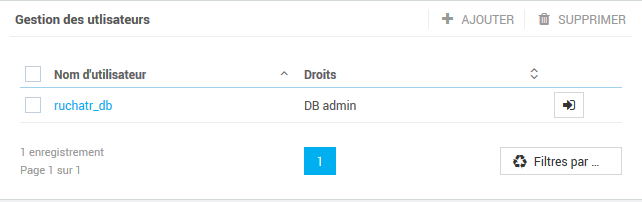 Gestion des utlisateurs
AJOUTER
SUPPRIMER
Nom d'utilisateur
Droits
ruchatr_db
DB admin
1 enregistrement
Page 1 sur 1
1
Filtres par ...